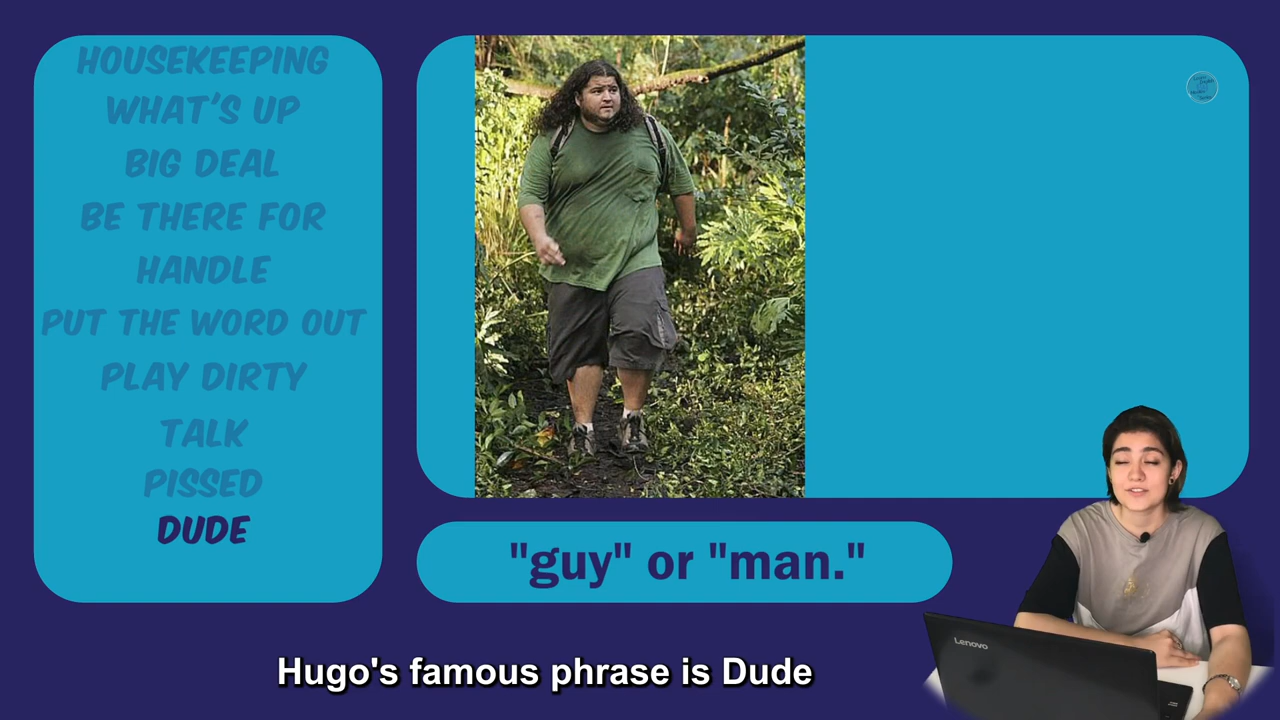 HOUSEKEEPING
WHAT'S UP
BIG DEAL
BE THERE FOR
HANDLE
PUT THE WORD OUT
PLAY DIRTY
TALK
PISSED
DUDE
"guy" or "man."
Lenovo
Hugo's famous phrase is Dude